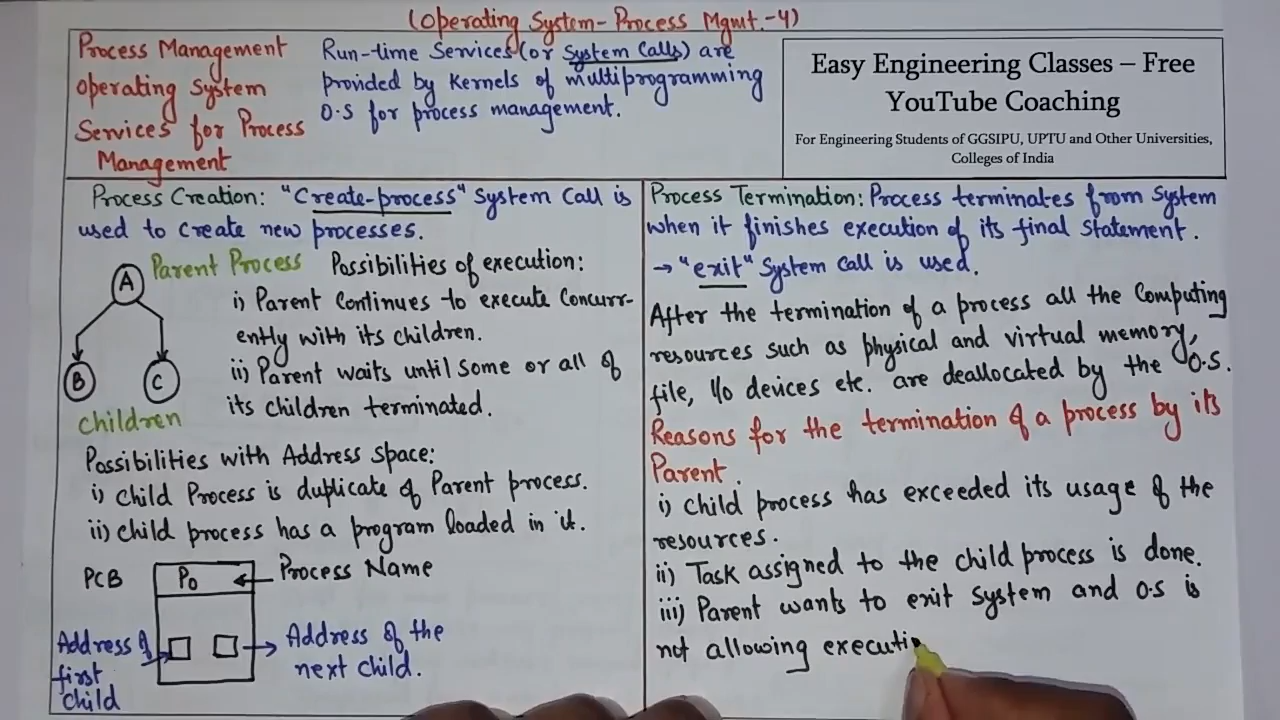 (Operating System- Process Mgmt.-4)
Process Management
Operating System
Services for Process
Management
Run-time Services (or System Calls) are
provided by Kernels of multiprogramming
O.S for process management.
Easy Engineering Classes – Free
YouTube Coaching
For Engineering Students of GGSIPU, UPTU and Other Universities,
Colleges of India
Process Creation: "Create-process" System Call is
used to create new processes.
Parent Process
A
B
C
Children
Possibilities of execution:
i) Parent Continues to execute Concurr-
ently with its children.
ii) Parent waits until some or all of
its children terminated.
Possibilities with Address space:
i) Child Process is duplicate of Parent process.
ii) child process has a program loaded in it.
PCB
P0
Process Name
Address of
first
child
Address of the
next child.
Process Termination: Process terminates from system
when it finishes execution of its final statement.
→ "exit" System call is used.
After the termination of a process all the Computing
resources such as physical and virtual memory,
file, I/o devices etc. are deallocated by the O.S.
Reasons for the termination of a process by its
Parent.
i) Child process has exceeded its usage of the
resources.
ii) Task assigned to the child process is done.
iii) Parent wants to exit system and O.S is
not allowing executi